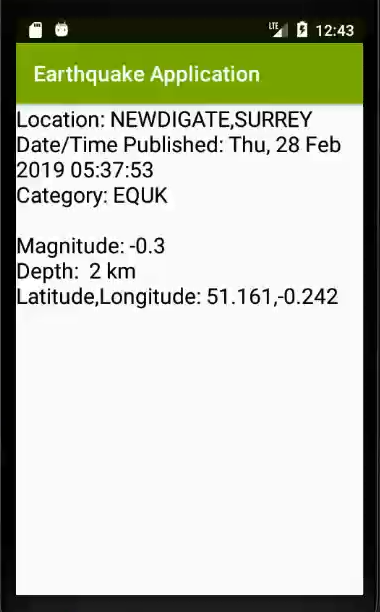 LTE 12:43
Earthquake Application
Location: NEWDIGATE,SURREY
Date/Time Published: Thu, 28 Feb
2019 05:37:53
Category: EQUK
Magnitude: -0.3
Depth:  2 km
Latitude,Longitude: 51.161,-0.242